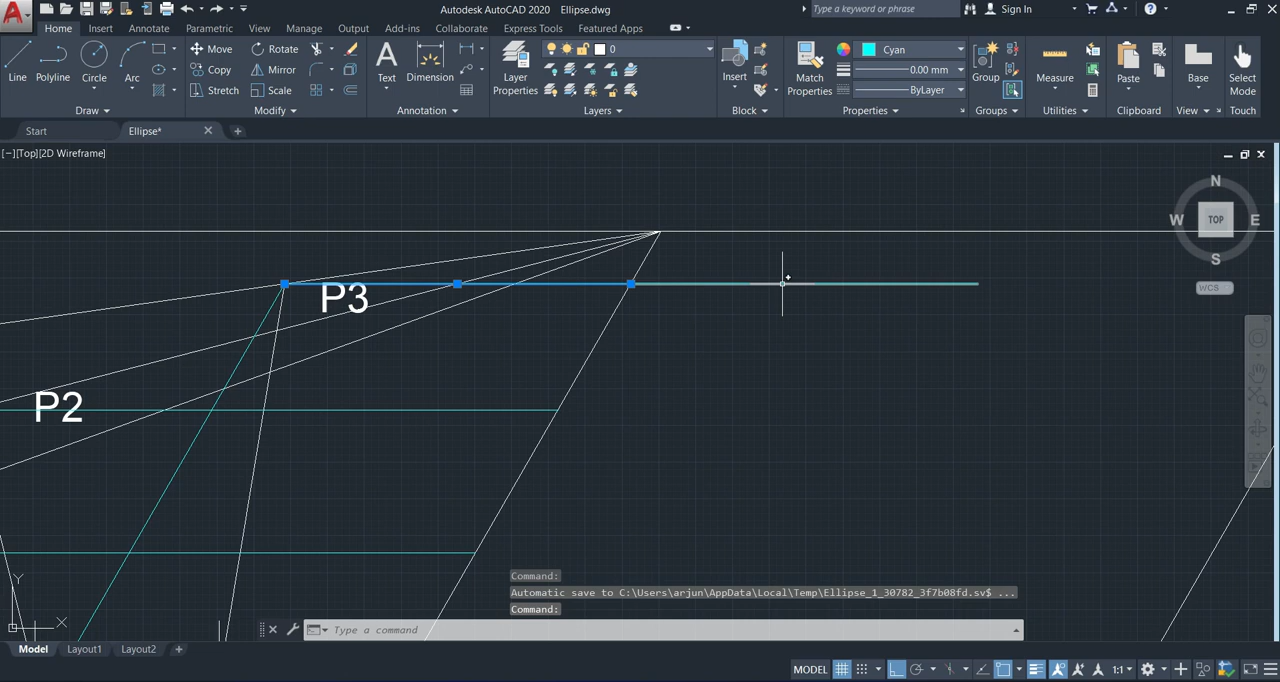 Autodesk AutoCAD 2020 Ellipse.dwg
Type a keyword or phrase
Sign In
Home Insert Annotate Parametric View Manage Output Add-ins Collaborate Express Tools Featured Apps
Line
Polyline
Circle
Arc
Draw
Move
Copy
Stretch
Rotate
Mirror
Scale
Modify
Text
Dimension
Annotation
Layer Properties
0
Layers
Insert
Block
Match Properties
Cyan
0.00 mm
ByLayer
Properties
Group
Groups
Measure
Utilities
Paste
Clipboard
Base
View
Select Mode
Touch
Start
Ellipse*
[−][Top][2D Wireframe]
N
W TOP E
S
WCS
P3
P2
Y
X
Command:
Automatic save to C:\Users\arjun\AppData\Local\Temp\Ellipse_1_30782_3f7b08fd.sv$ ...
Command:
Type a command
Model Layout1 Layout2
MODEL
1:1